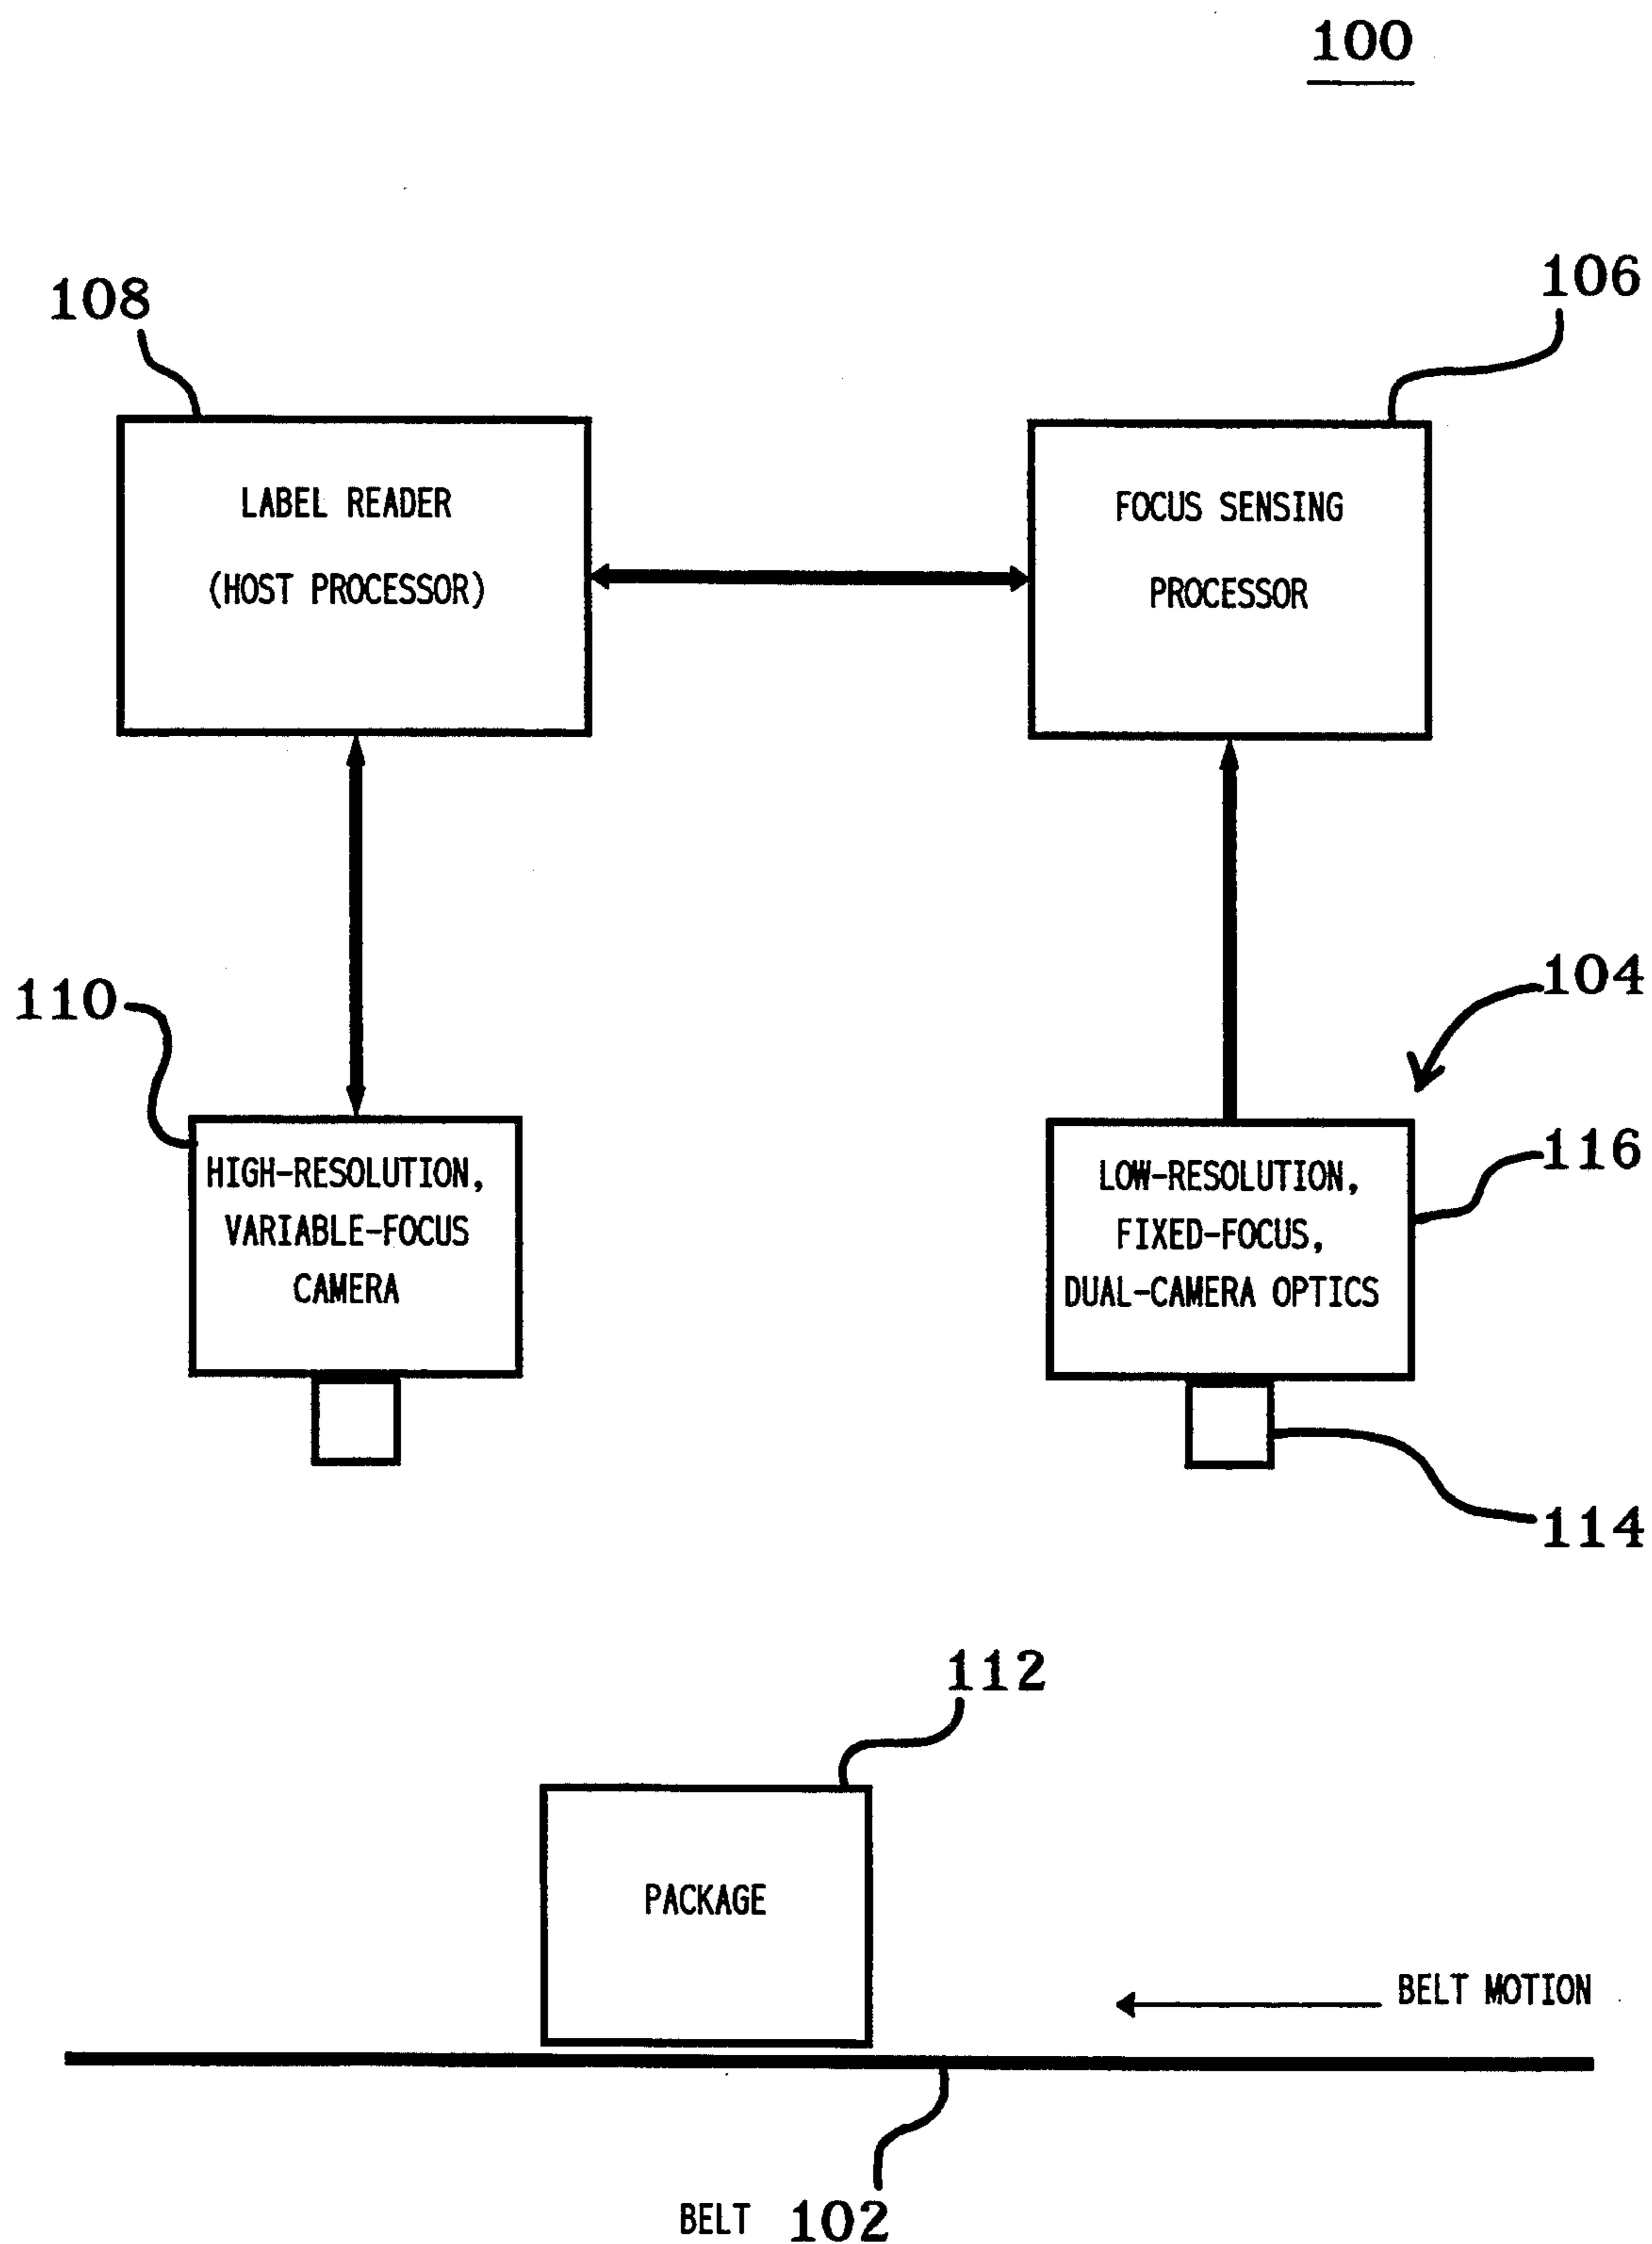 100
108
106
LABEL READER
(HOST PROCESSOR)
FOCUS SENSING
PROCESSOR
110
104
116
HIGH-RESOLUTION,
VARIABLE-FOCUS
CAMERA
LOW-RESOLUTION,
FIXED-FOCUS,
DUAL-CAMERA OPTICS
114
112
PACKAGE
BELT MOTION
BELT 102